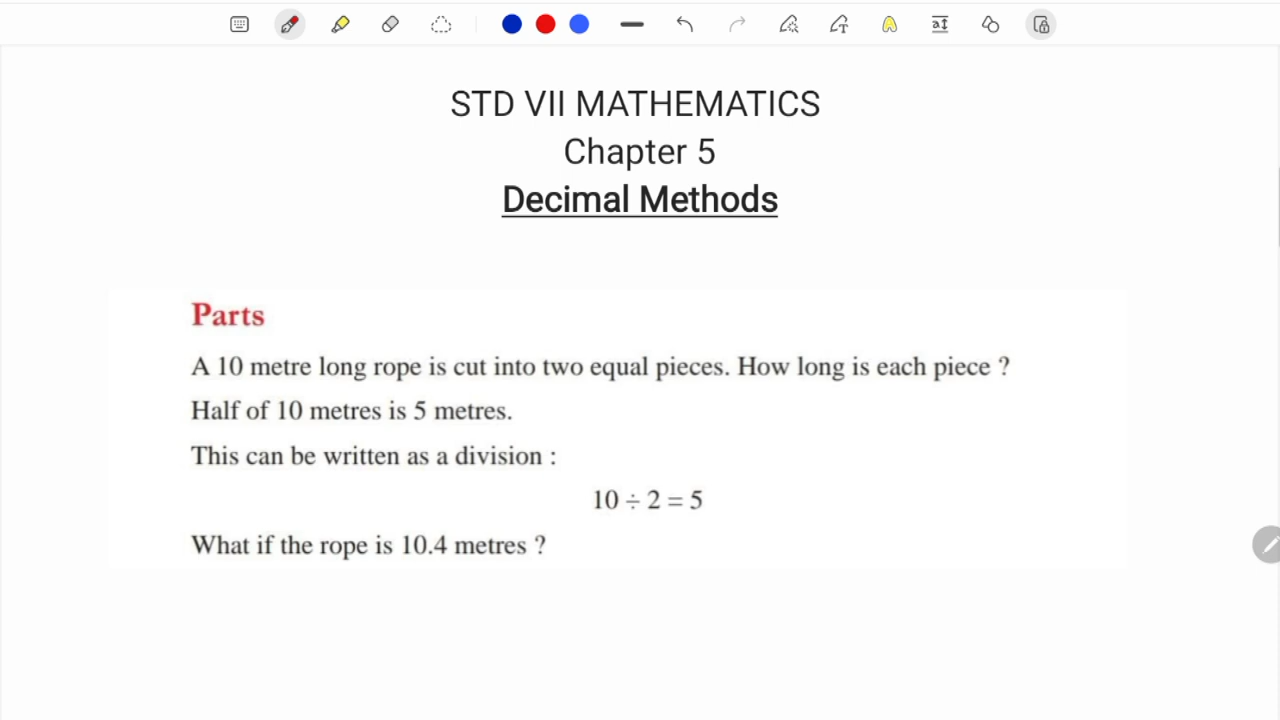 STD VII MATHEMATICS
Chapter 5
Decimal Methods
Parts
A 10 metre long rope is cut into two equal pieces. How long is each piece ?
Half of 10 metres is 5 metres.
This can be written as a division :
10 ÷ 2 = 5
What if the rope is 10.4 metres ?